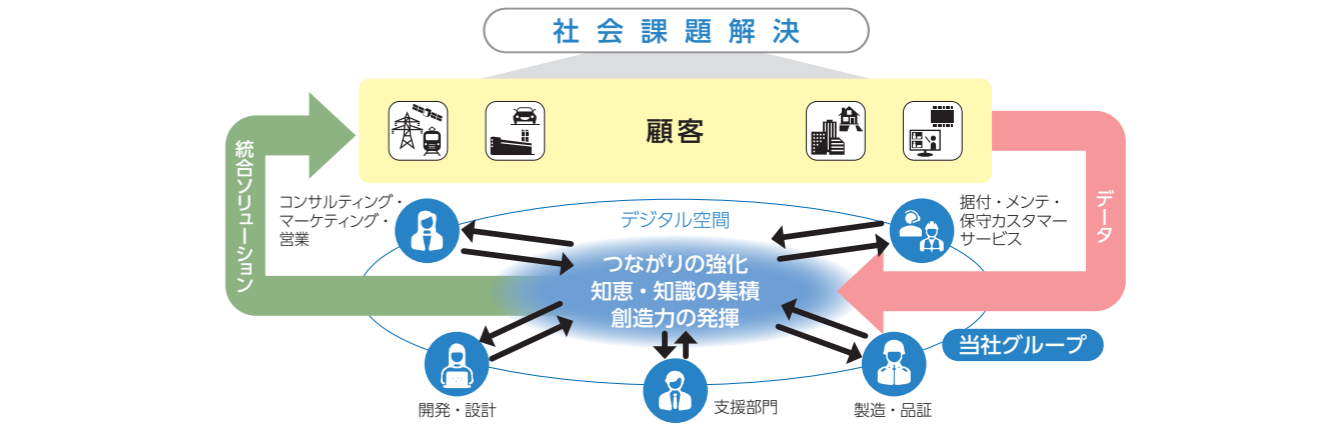 社会課題解決
顧客
統合ソリューション
データ
コンサルティング・
マーケティング・
営業
デジタル空間
据付・メンテ・
保守カスタマー
サービス
つながりの強化
知恵・知識の集積
創造力の発揮
当社グループ
開発・設計
支援部門
製造・品証